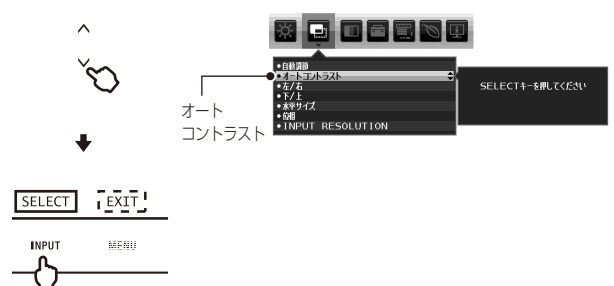 •自動調節
•オートコントラスト
SELECTキーを押してください
•左/右
•下/上
•水平サイズ
•位相
•INPUT RESOLUTION
オート
コントラスト
SELECT EXIT
INPUT MENU